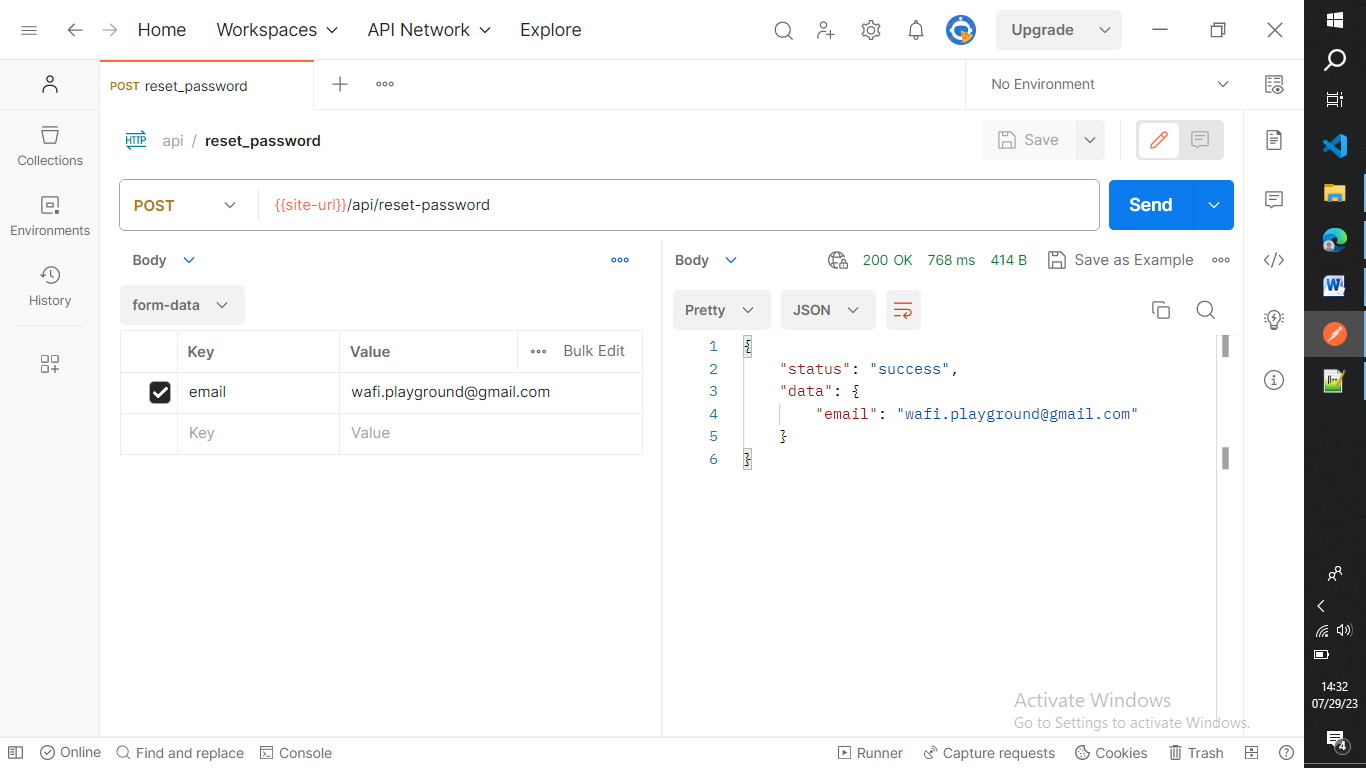 Home Workspaces API Network Explore Upgrade
POST reset_password No Environment
HTTP api / reset_password Save
Collections
Environments
History
POST {{site-url}}/api/reset-password Send
Body
form-data
Key Value Bulk Edit
email wafi.playground@gmail.com
Key Value
Body 200 OK 768 ms 414 B Save as Example
Pretty JSON
1 {
2 "status": "success",
3 "data": {
4 "email": "wafi.playground@gmail.com"
5 }
6 }
Activate Windows
Go to Settings to activate Windows.
Online Find and replace Console Runner Capture requests Cookies Trash
14:32
07/29/23
4